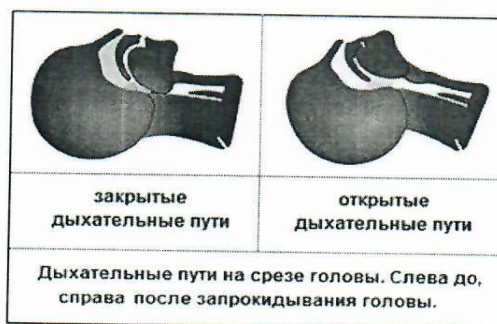 закрытые
дыхательные пути
открытые
дыхательные пути
Дыхательные пути на срезе головы. Слева до,
справа после запрокидывания головы.